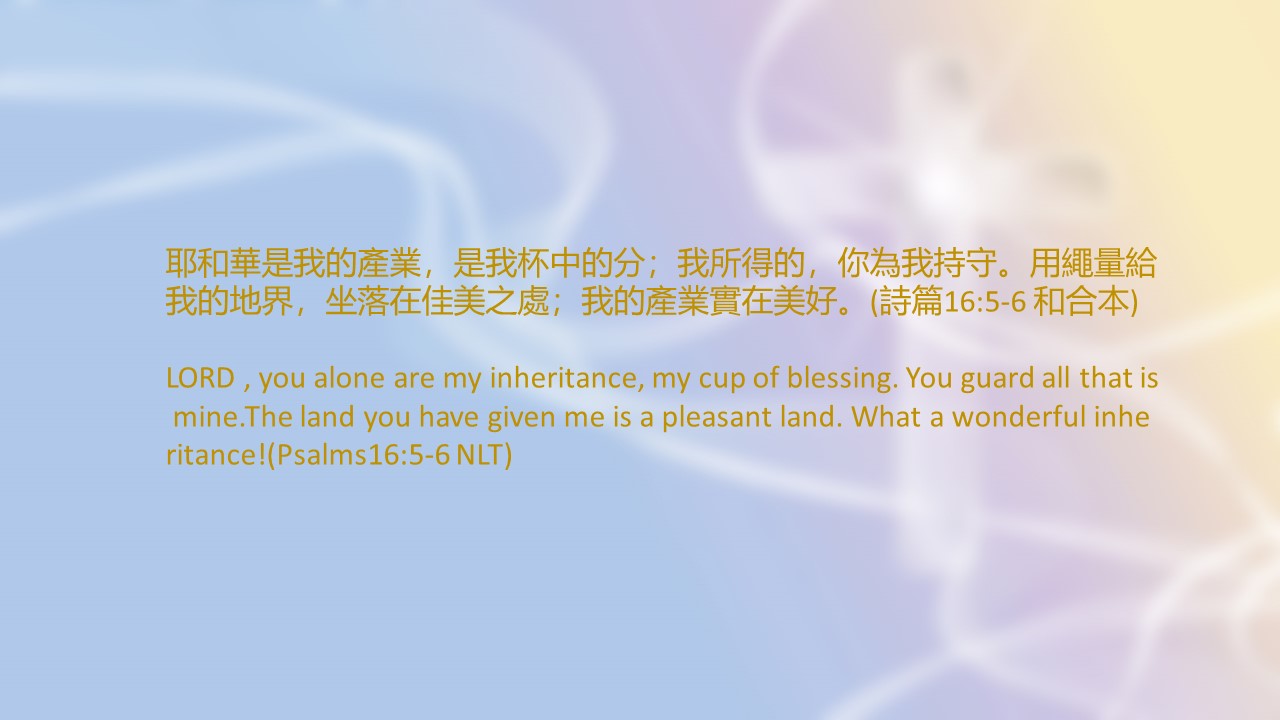 耶和華是我的產業，是我杯中的分；我所得的，你為我持守。用繩量給
我的地界，坐落在佳美之處；我的產業實在美好。(詩篇16:5-6 和合本)
LORD , you alone are my inheritance, my cup of blessing. You guard all that is
mine.The land you have given me is a pleasant land. What a wonderful inhe
ritance!(Psalms16:5-6 NLT)